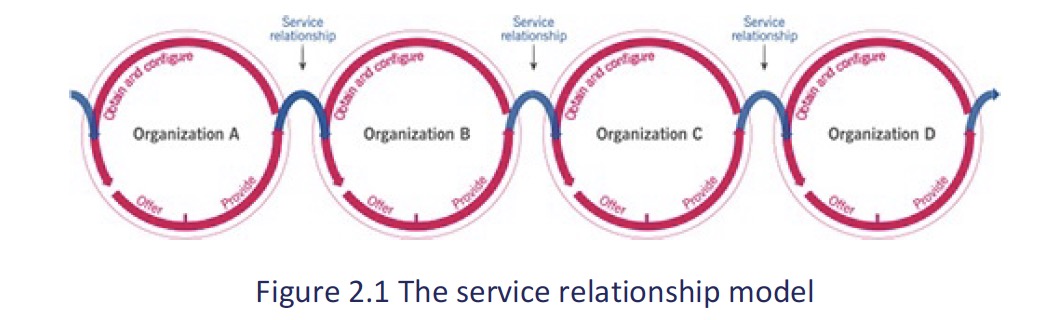 Service
relationship
Service
relationship
Service
relationship
Obtain and configure
Obtain and configure
Obtain and configure
Obtain and configure
Organization A
Organization B
Organization C
Organization D
Offer
Provide
Offer
Provide
Offer
Provide
Offer
Provide
Figure 2.1 The service relationship model